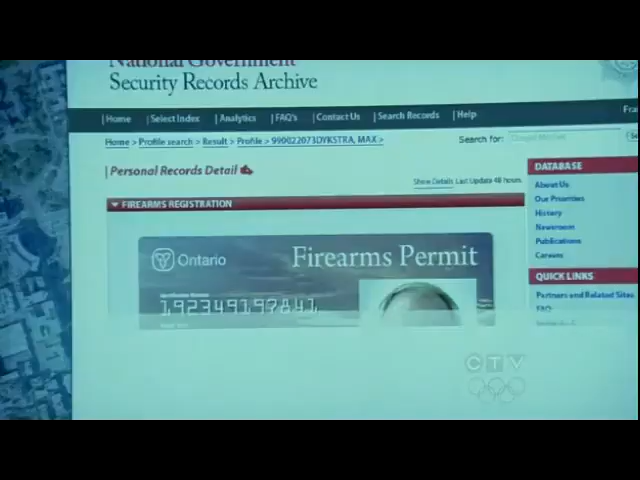 National Government
Security Records Archive
| Home | Select Index | Analytics | FAQ's | Contact Us | Search Records | Help
Home > Profile search > Result > Profile > 990022073DYKSTRA, MAX >
Search for:
| Personal Records Detail
Show Details Last Update 48 hours.
FIREARMS REGISTRATION
Ontario
Firearms Permit
192349197841
DATABASE
About Us
Our Priorities
History
Newsroom
Publications
Careers
QUICK LINKS
Partners and Related Sites
FAQ
CTV